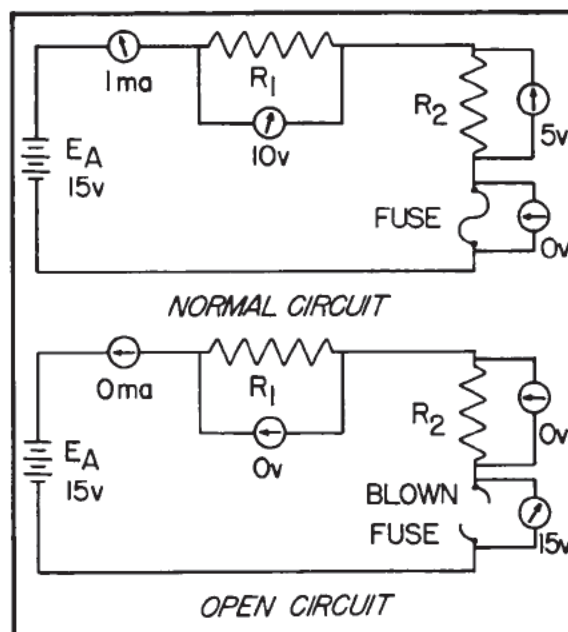 1ma
R1
10v
R2
5v
EA
15v
FUSE
0v
NORMAL CIRCUIT
0ma
R1
0v
R2
0v
EA
15v
BLOWN
FUSE
15v
OPEN CIRCUIT